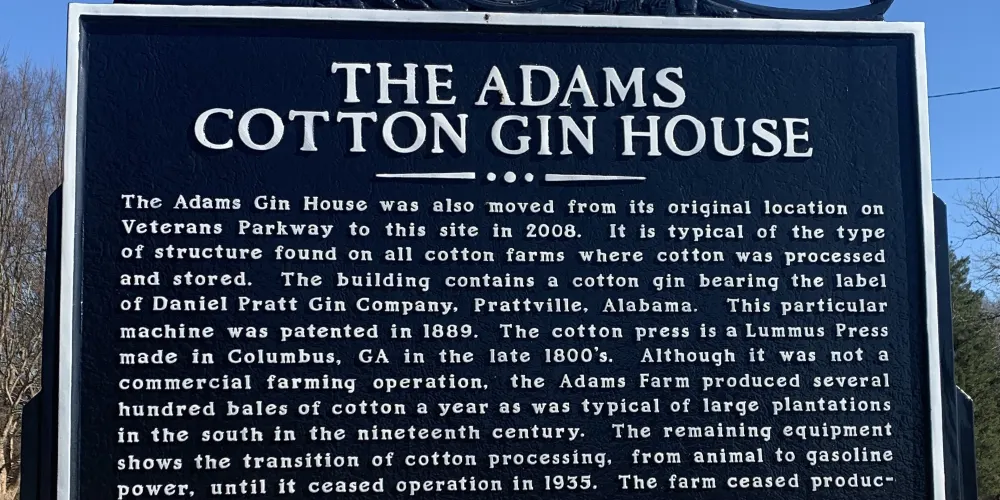 THE ADAMS
COTTON GIN HOUSE
The Adams Gin House was also moved from its original location on
Veterans Parkway to this site in 2008. It is typical of the type
of structure found on all cotton farms where cotton was processed
and stored. The building contains a cotton gin bearing the label
of Daniel Pratt Gin Company, Prattville, Alabama. This particular
machine was patented in 1889. The cotton press is a Lummus Press
made in Columbus, GA in the late 1800's. Although it was not a
commercial farming operation, the Adams Farm produced several
hundred bales of cotton a year as was typical of large plantations
in the south in the nineteenth century. The remaining equipment
shows the transition of cotton processing, from animal to gasoline
power, until it ceased operation in 1935. The farm ceased produc-